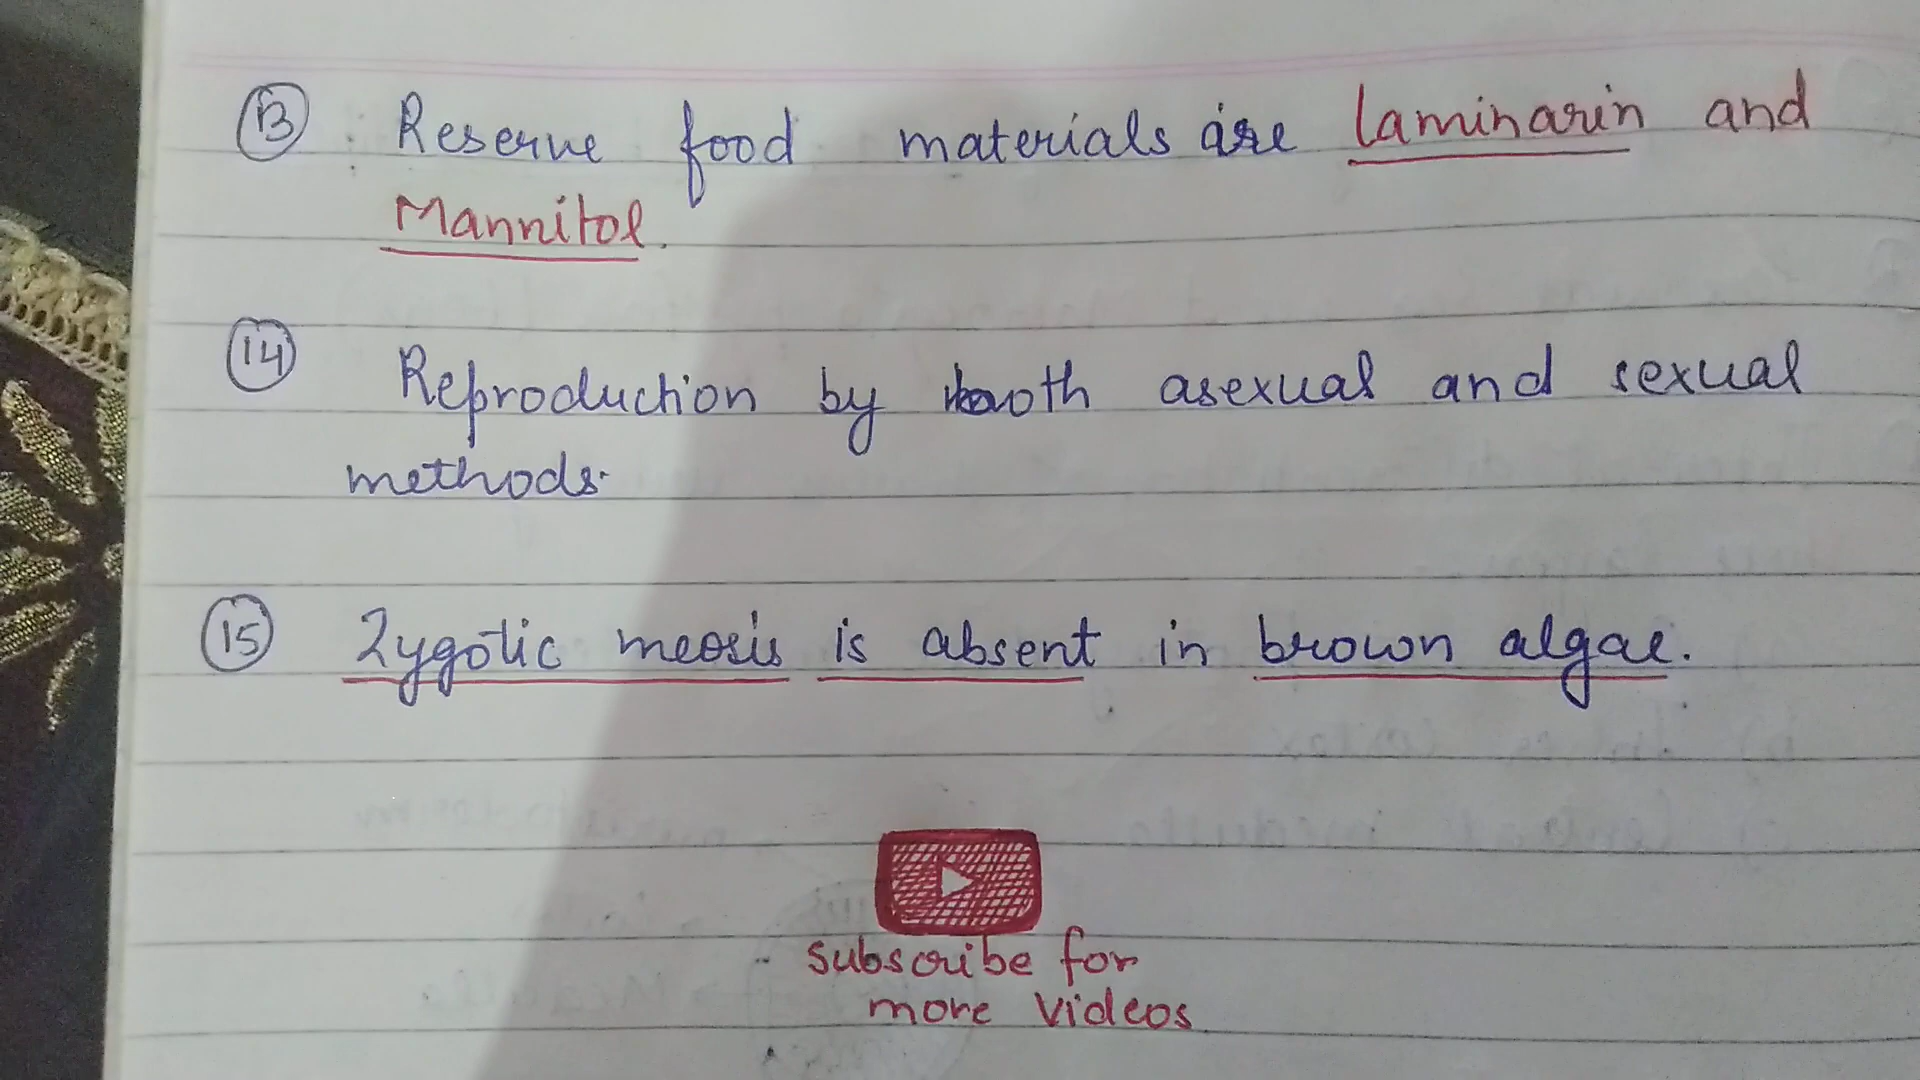 13 Reserve food materials are laminarin and
Mannitol.
14 Reproduction by both asexual and sexual
methods.
15 Zygotic meosis is absent in brown algae.
subscribe for
more videos